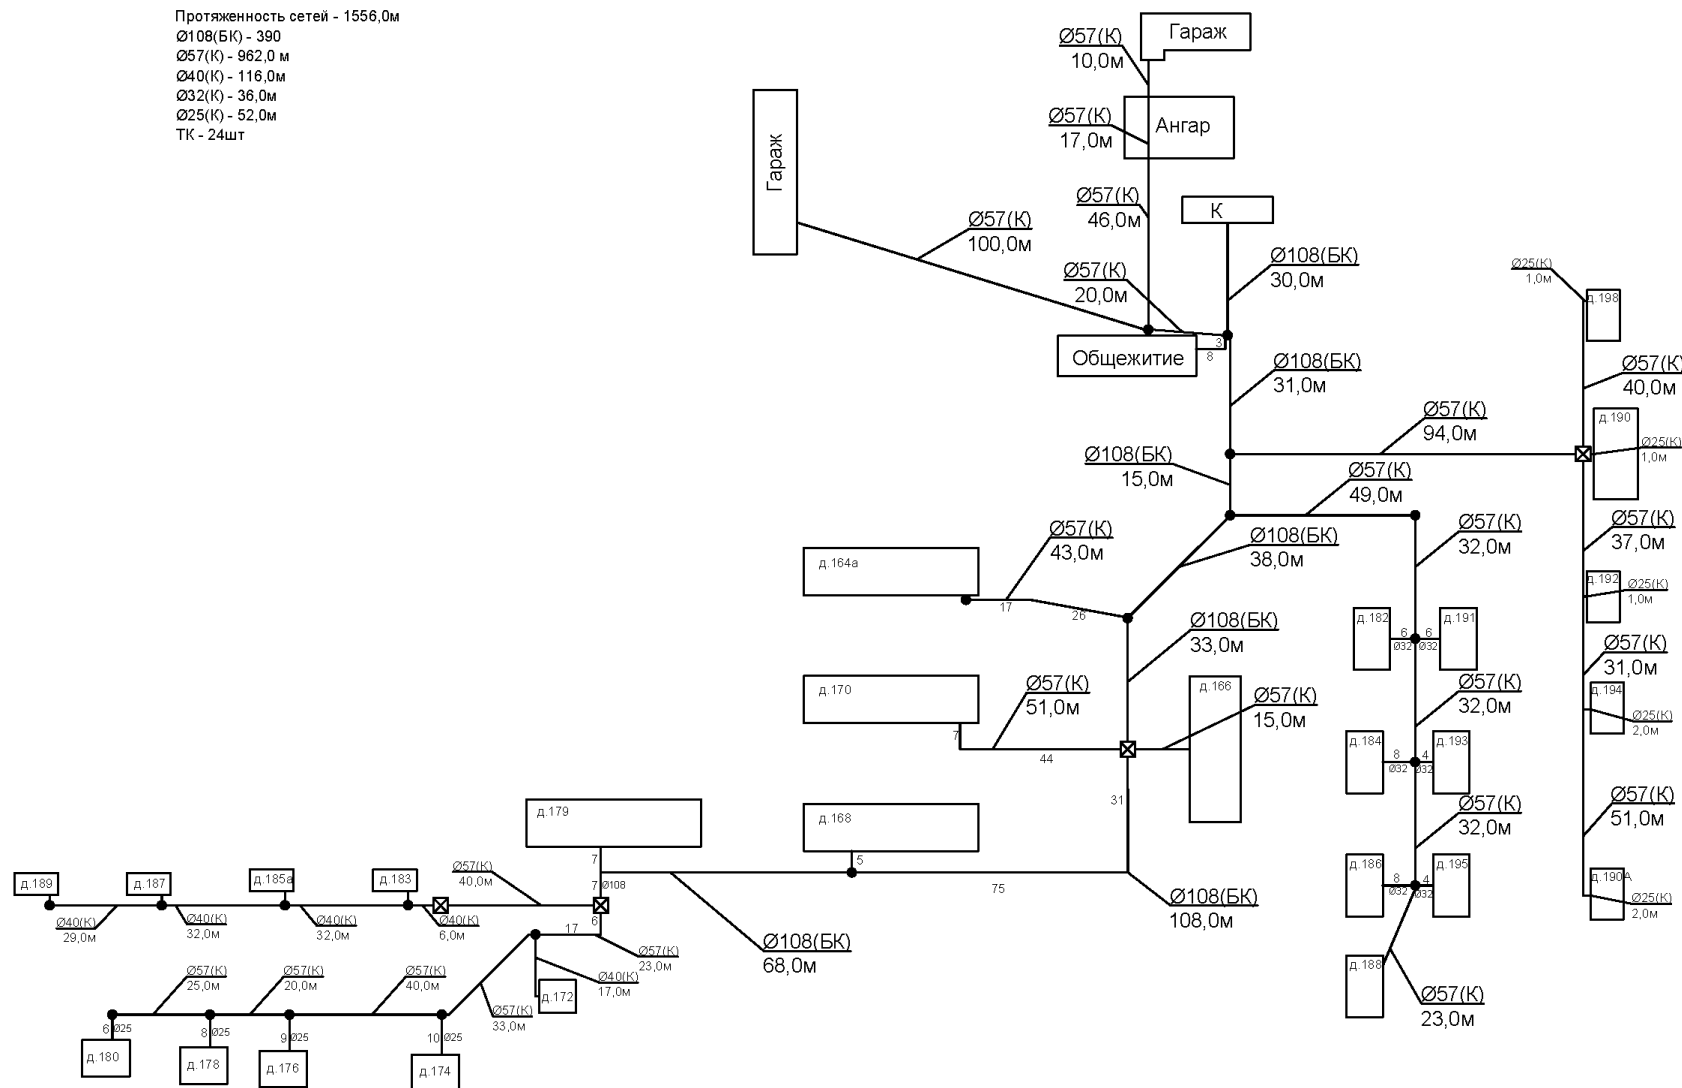 Протяженность сетей - 1556,0м
Ø108(БК) - 390
Ø57(К) - 962,0 м
Ø40(К) - 116,0м
Ø32(К) - 36,0м
Ø25(К) - 52,0м
ТК - 24шт
Гараж
Ø57(К)
10,0м
Ангар
Ø57(К)
17,0м
Гараж
Ø57(К)
46,0м
К
Ø57(К)
100,0м
Ø108(БК)
30,0м
Ø57(К)
20,0м
Общежитие
3
8
Ø108(БК)
31,0м
Ø25(К)
1,0м
д.198
Ø57(К)
40,0м
Ø57(К)
94,0м
д.190
Ø25(К)
1,0м
Ø108(БК)
15,0м
Ø57(К)
49,0м
Ø57(К)
43,0м
Ø108(БК)
38,0м
Ø57(К)
32,0м
Ø57(К)
37,0м
д.164а
17
26
д.192
Ø25(К)
1,0м
Ø108(БК)
33,0м
д.182
6
Ø32
6
Ø32
д.191
Ø57(К)
31,0м
д.170
7
Ø57(К)
51,0м
44
д.166
Ø57(К)
15,0м
Ø57(К)
32,0м
д.194
Ø25(К)
2,0м
д.184
8
Ø32
4
Ø32
д.193
31
Ø57(К)
32,0м
Ø57(К)
51,0м
д.179
7
7
Ø108
д.168
5
75
Ø108(БК)
108,0м
д.186
8
Ø32
4
Ø32
д.195
д.190А
Ø25(К)
2,0м
д.189
д.187
д.185а
д.183
Ø57(К)
40,0м
Ø40(К)
29,0м
Ø40(К)
32,0м
Ø40(К)
32,0м
Ø40(К)
6,0м
6
17
Ø57(К)
23,0м
Ø108(БК)
68,0м
д.188
Ø57(К)
23,0м
Ø57(К)
25,0м
Ø57(К)
20,0м
Ø57(К)
40,0м
Ø40(К)
17,0м
д.172
Ø57(К)
33,0м
6
Ø25
8
Ø25
9
Ø25
10
Ø25
д.180
д.178
д.176
д.174